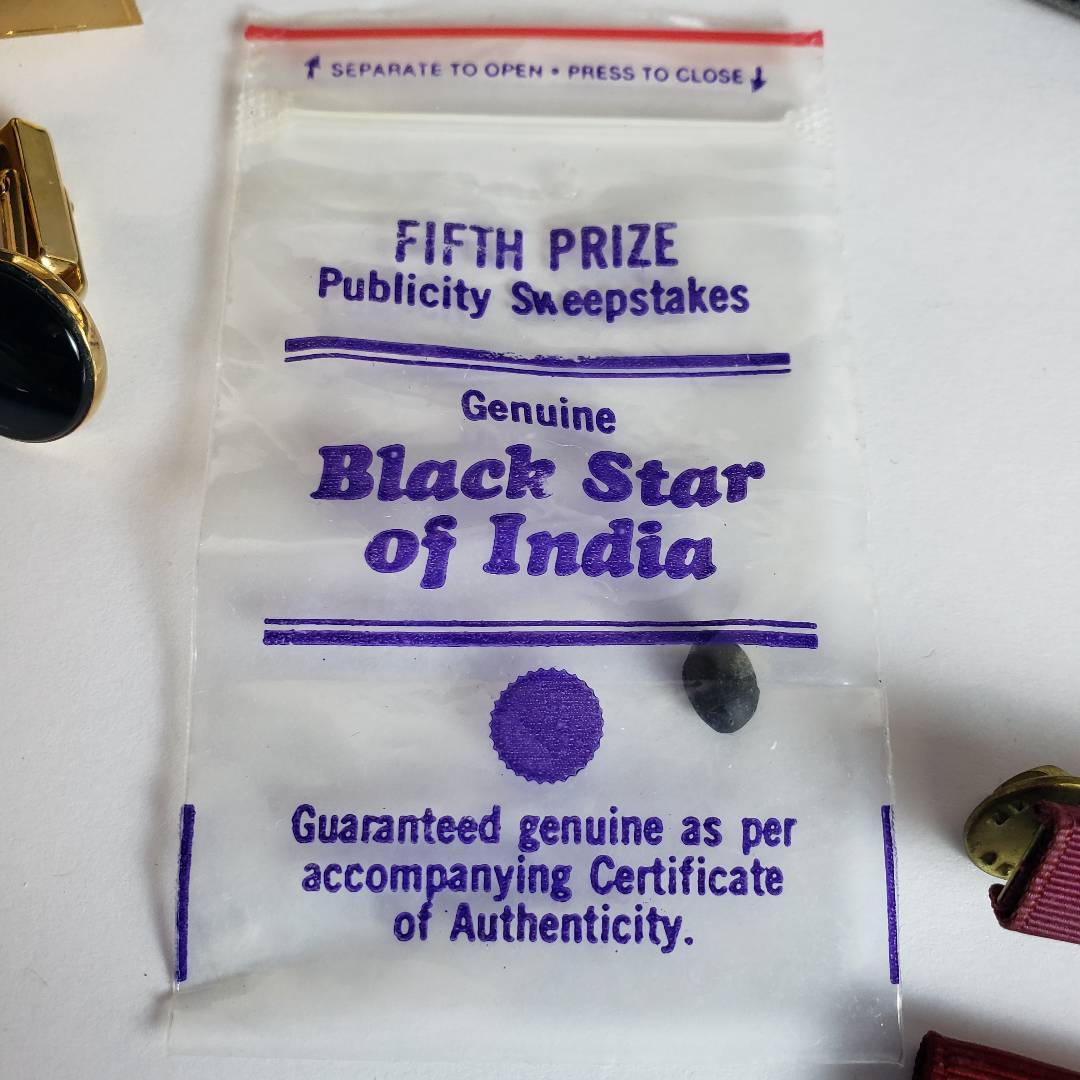 ↑ SEPARATE TO OPEN • PRESS TO CLOSE ↓
FIFTH PRIZE
Publicity Sweepstakes
Genuine
Black Star
of India
Guaranteed genuine as per
accompanying Certificate
of Authenticity.